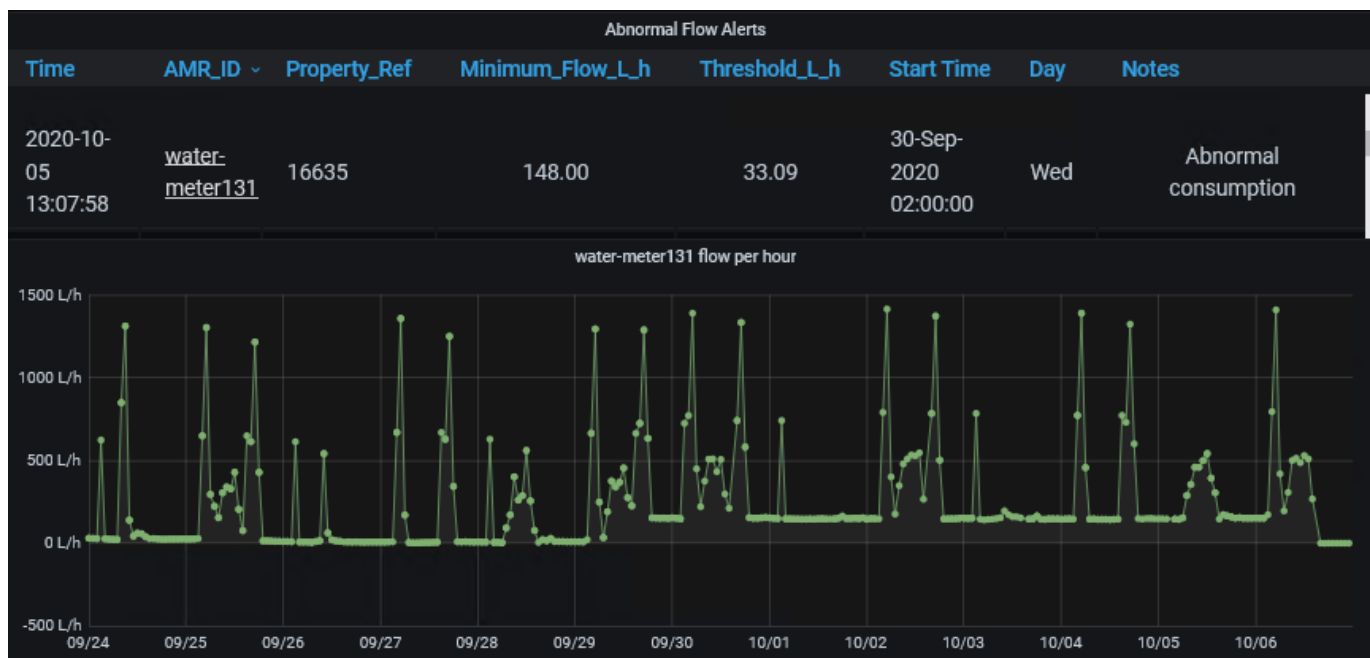 Abnormal Flow Alerts
Time AMR_ID Property_Ref Minimum_Flow_L_h Threshold_L_h Start Time Day Notes
2020-10-
05
13:07:58
water-
meter131
16635
148.00
33.09
30-Sep-
2020
02:00:00
Wed
Abnormal
consumption
water-meter131 flow per hour
1500 L/h
1000 L/h
500 L/h
0 L/h
-500 L/h
09/24 09/25 09/26 09/27 09/28 09/29 09/30 10/01 10/02 10/03 10/04 10/05 10/06